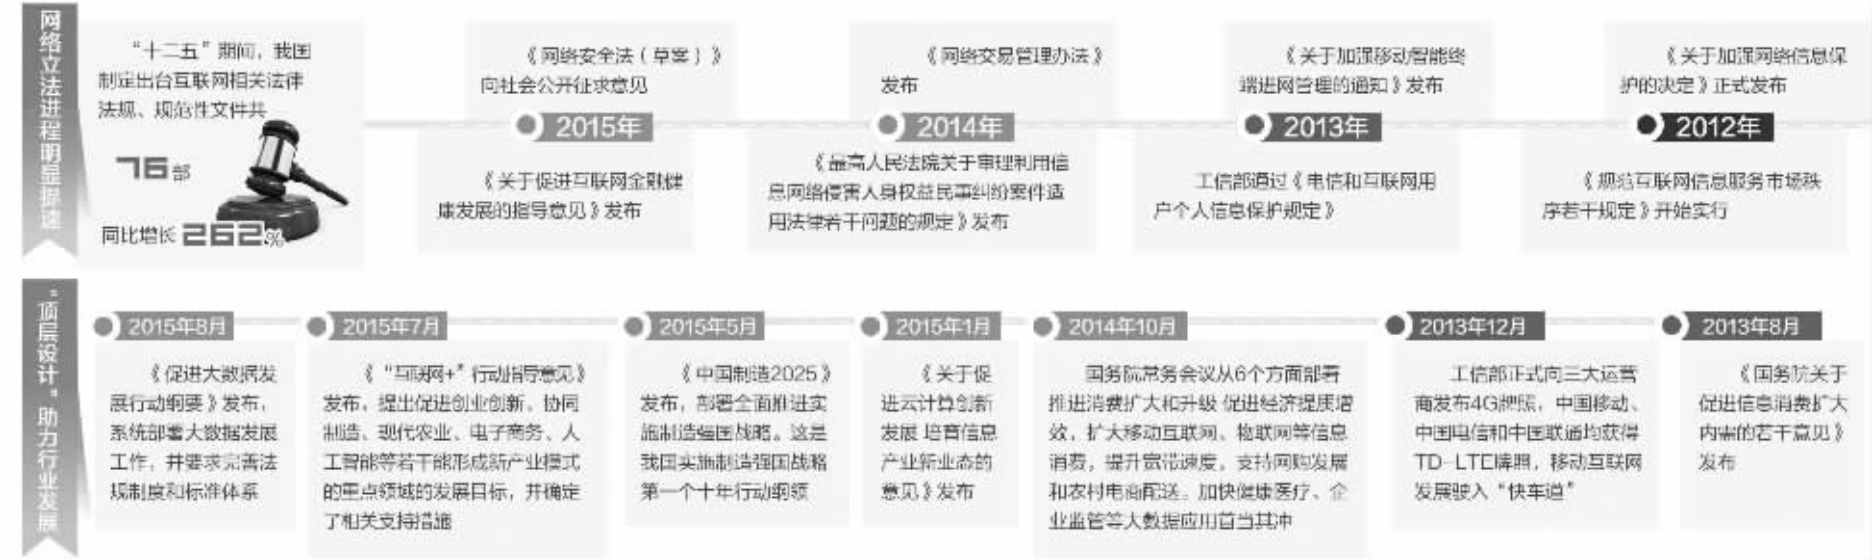 网络立法进程明显提速
“十二五”期间，我国
制定出台互联网相关法律
法规、规范性文件共
76部
同比增长262%
《网络安全法（草案）》
向社会公开征求意见
2015年
《关于促进互联网金融健
康发展的指导意见》发布
《网络交易管理办法》
发布
2014年
《最高人民法院关于审理利用信
息网络侵害人身权益民事纠纷案件适
用法律若干问题的规定》发布
《关于加强移动智能终
端进网管理的通知》发布
2013年
工信部通过《电信和互联网用
户个人信息保护规定》
《关于加强网络信息保
护的决定》正式发布
2012年
《规范互联网信息服务市场秩
序若干规定》开始实行
“顶层设计”助力行业发展
2015年8月
《促进大数据发
展行动纲要》发布，
系统部署大数据发展
工作，并要求完善法
规制度和标准体系
2015年7月
《“互联网+”行动指导意见》
发布，提出促进创业创新、协同
制造、现代农业、电子商务、人
工智能等若干能形成新产业模式
的重点领域的发展目标，并确定
了相关支持措施
2015年5月
《中国制造2025》
发布，部署全面推进实
施制造强国战略。这是
我国实施制造强国战略
第一个十年行动纲领
2015年1月
《关于促
进云计算创新
发展 培育信息
产业新业态的
意见》发布
2014年10月
国务院常务会议从6个方面部署
推进消费扩大和升级 促进经济提质增
效，扩大移动互联网、物联网等信息
消费，提升宽带速度，支持网购发展
和农村电商配送。加快健康医疗、企
业监管等大数据应用首当其冲
2013年12月
工信部正式向三大运营
商发布4G牌照，中国移动、
中国电信和中国联通均获得
TD-LTE牌照，移动互联网
发展驶入“快车道”
2013年8月
《国务院关于
促进信息消费扩大
内需的若干意见》
发布